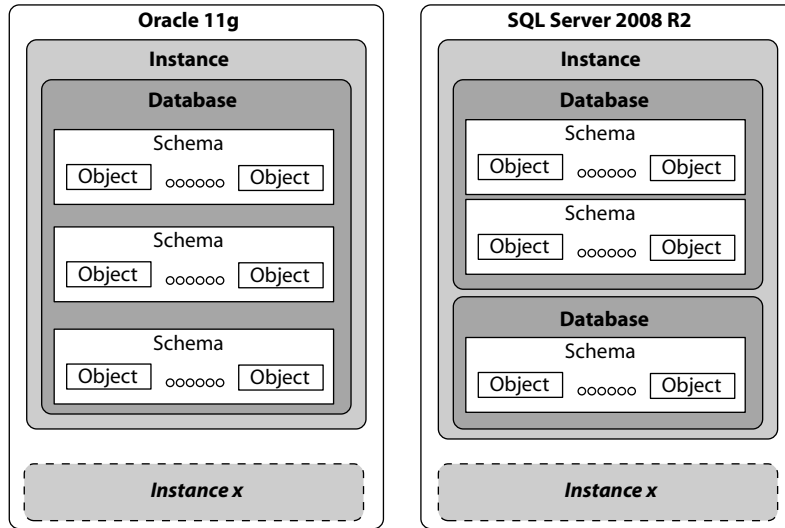 Oracle 11g
Instance
Database
Schema
Object oooooo Object
Schema
Object oooooo Object
Schema
Object oooooo Object
Instance x
SQL Server 2008 R2
Instance
Database
Schema
Object oooooo Object
Schema
Object oooooo Object
Database
Schema
Object oooooo Object
Instance x